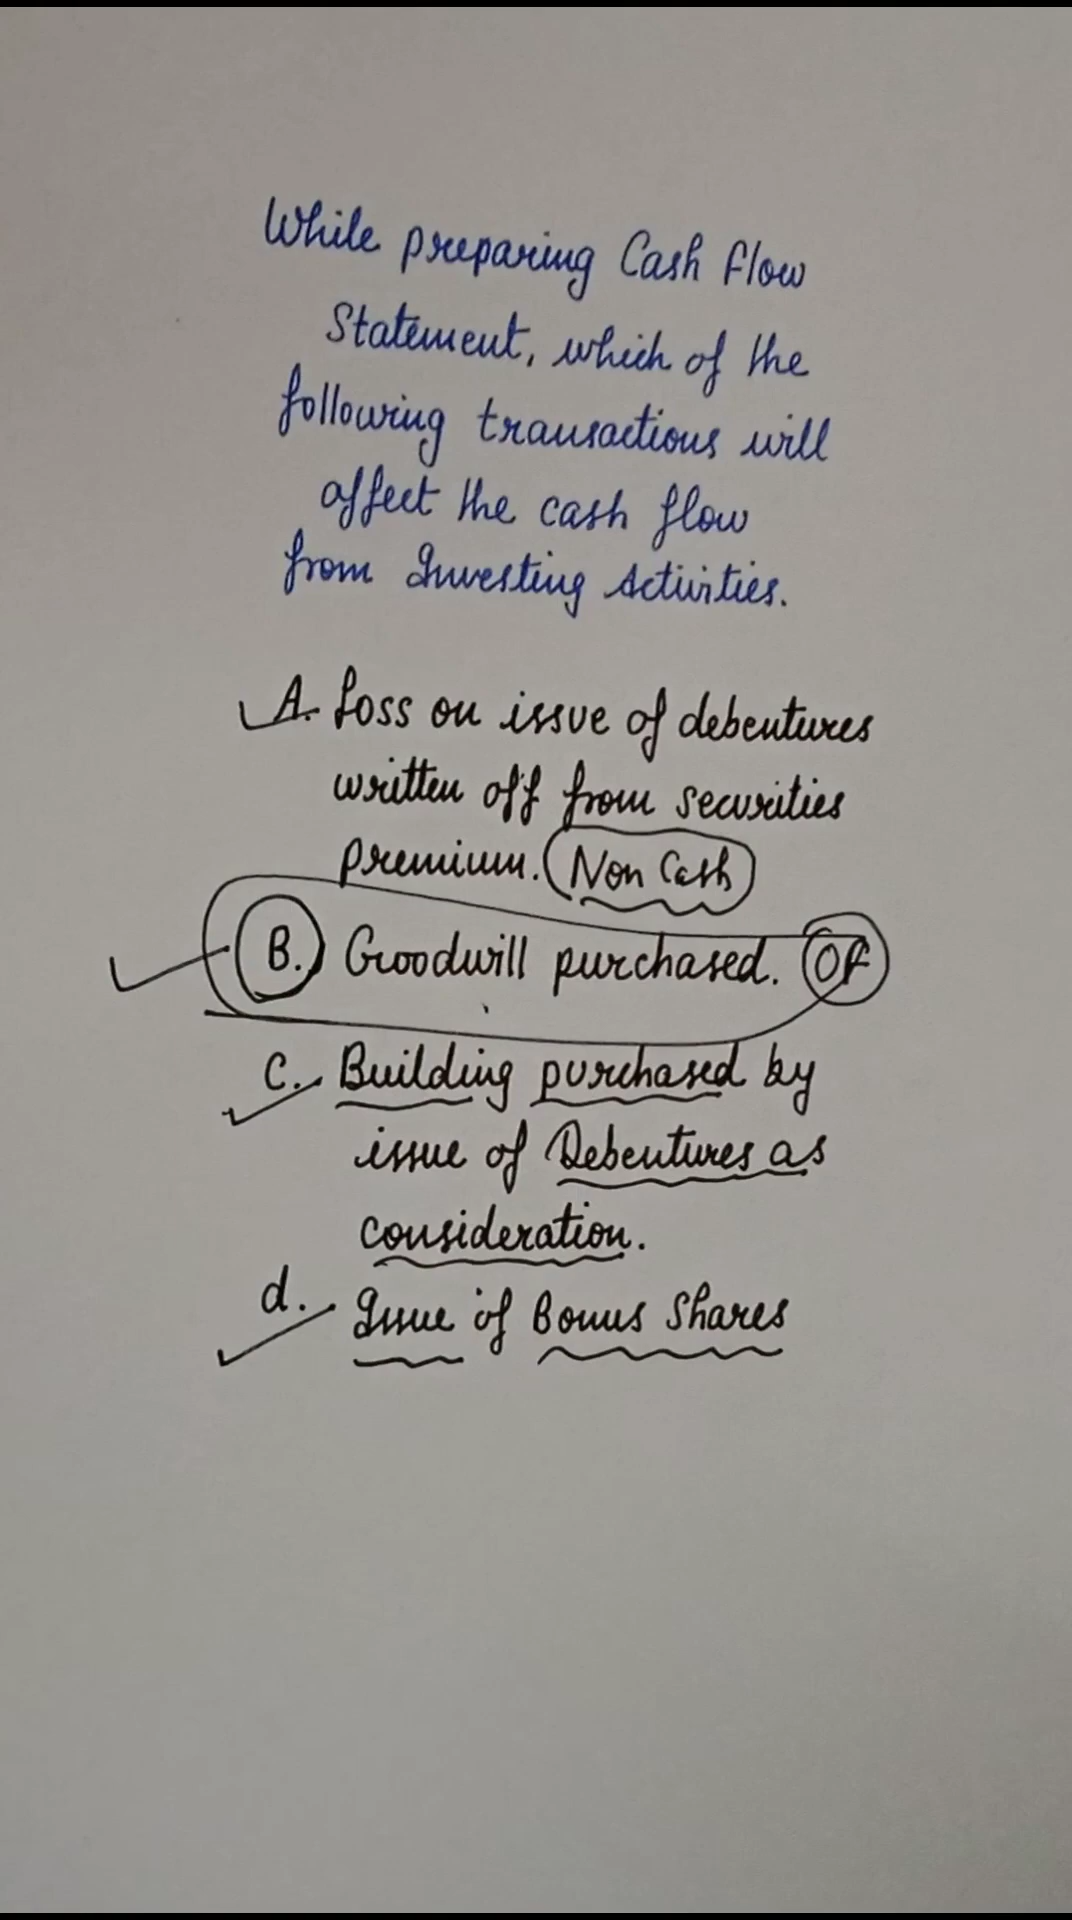 While preparing Cash flow
Statement, which of the
following transactions will
affect the cash flow
from Investing Activities.
A. Loss on issue of debentures
written off from securities
premium. (Non Cash)
B. Goodwill purchased. OF
C. Building purchased by
issue of Debentures as
consideration.
d. Issue of Bonus Shares